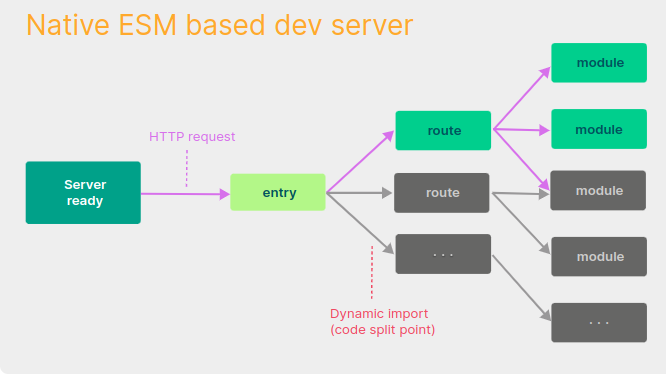 Native ESM based dev server
HTTP request
Server
ready
entry
route
route
· · ·
module
module
module
module
· · ·
Dynamic import
(code split point)